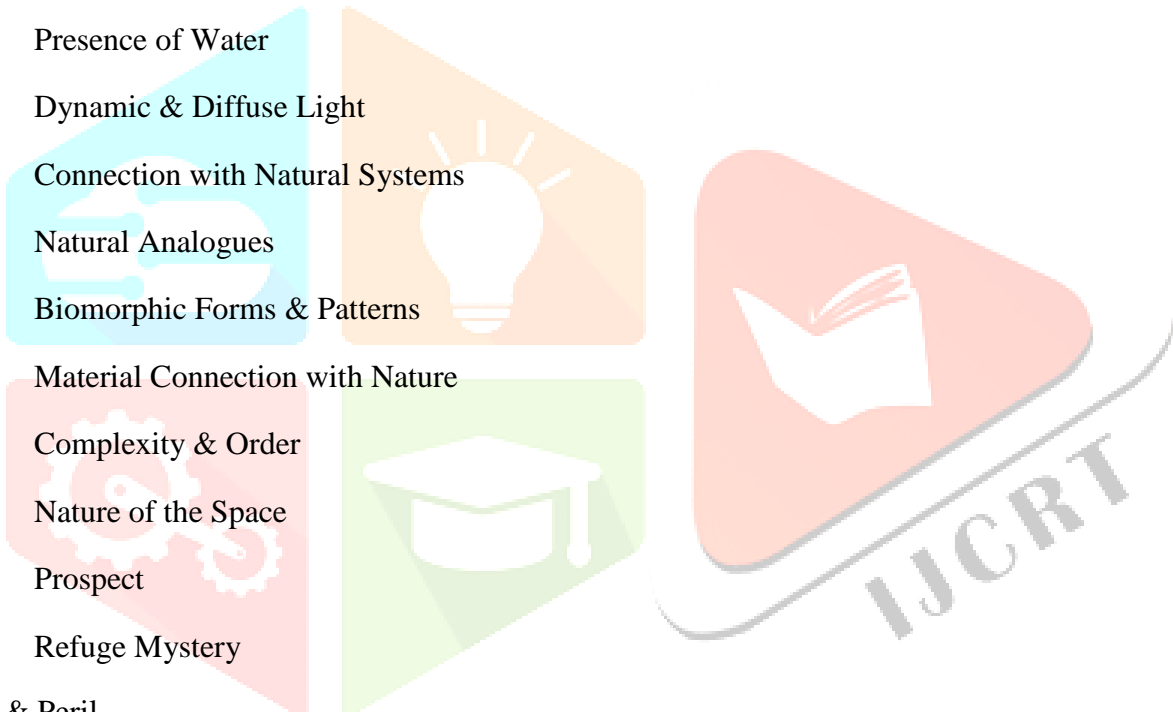 Presence of Water
Dynamic & Diffuse Light
Connection with Natural Systems
Natural Analogues
Biomorphic Forms & Patterns
Material Connection with Nature
Complexity & Order
Nature of the Space
Prospect
Refuge Mystery
& Peril
IJCRT